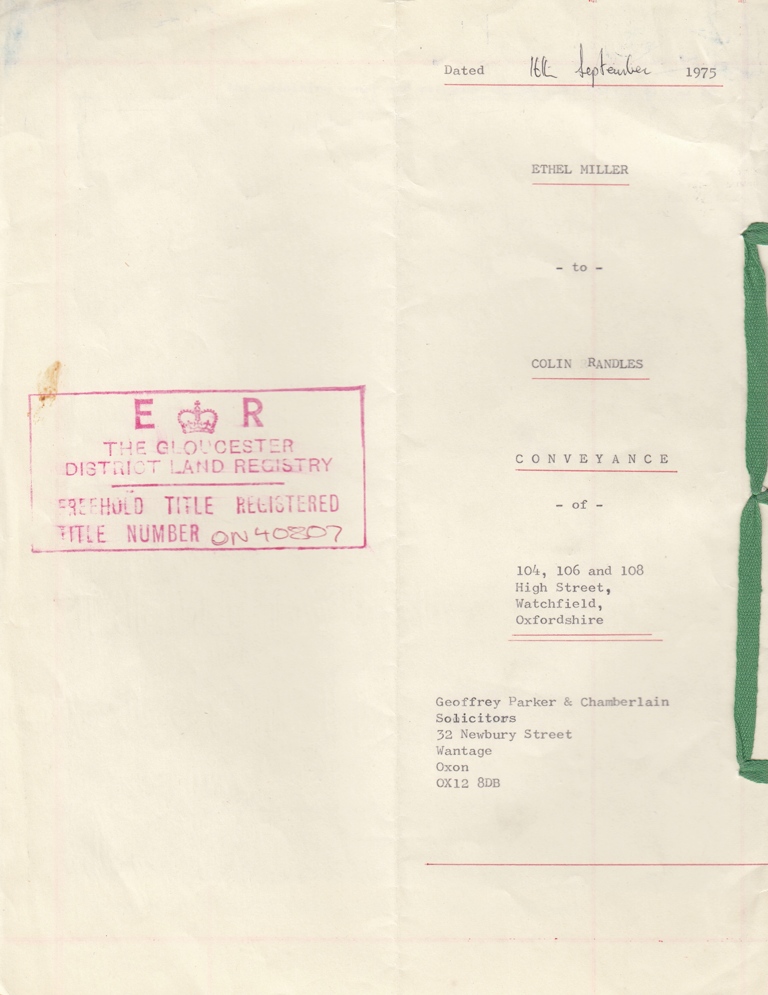 Dated 16th September 1975
ETHEL MILLER
- to -
COLIN RANDLES
CONVEYANCE
- of -
104, 106 and 108
High Street,
Watchfield,
Oxfordshire
Geoffrey Parker & Chamberlain
Solicitors
32 Newbury Street
Wantage
Oxon
OX12 8DB
E R
THE GLOUCESTER
DISTRICT LAND REGISTRY
FREEHOLD TITLE REGISTERED
TITLE NUMBER ON40807